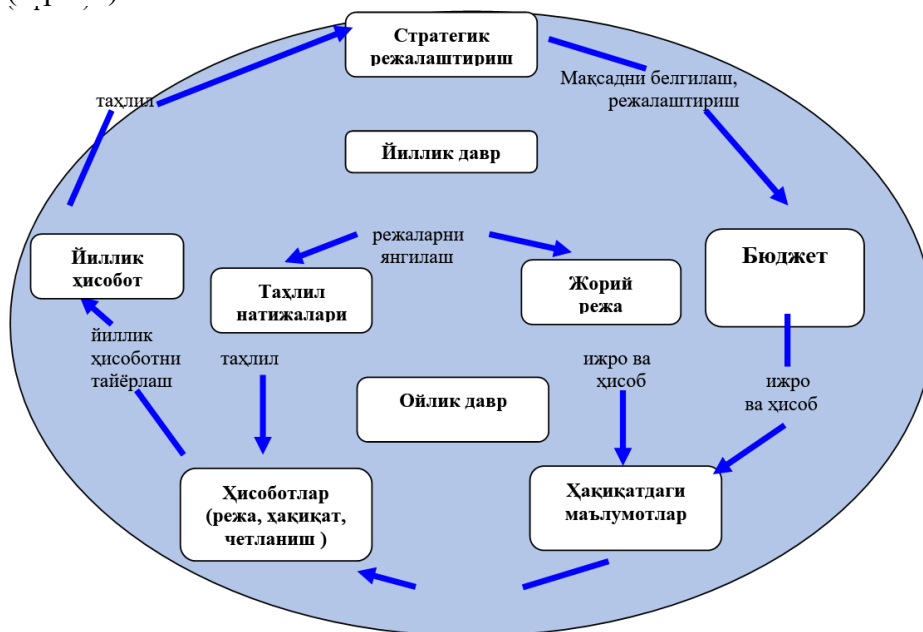 Стратегик
режалаштириш
Мақсадни белгилаш,
режалаштириш
таҳлил
Йиллик давр
режаларни
янгилаш
Йиллик
ҳисобот
Таҳлил
натижалари
Жорий
режа
Бюджет
йиллик
ҳисоботни
тайёрлаш
таҳлил
ижро ва
ҳисоб
ижро
ва ҳисоб
Ойлик давр
Ҳисоботлар
(режа, ҳақиқат,
четланиш )
Ҳақиқатдаги
маълумотлар